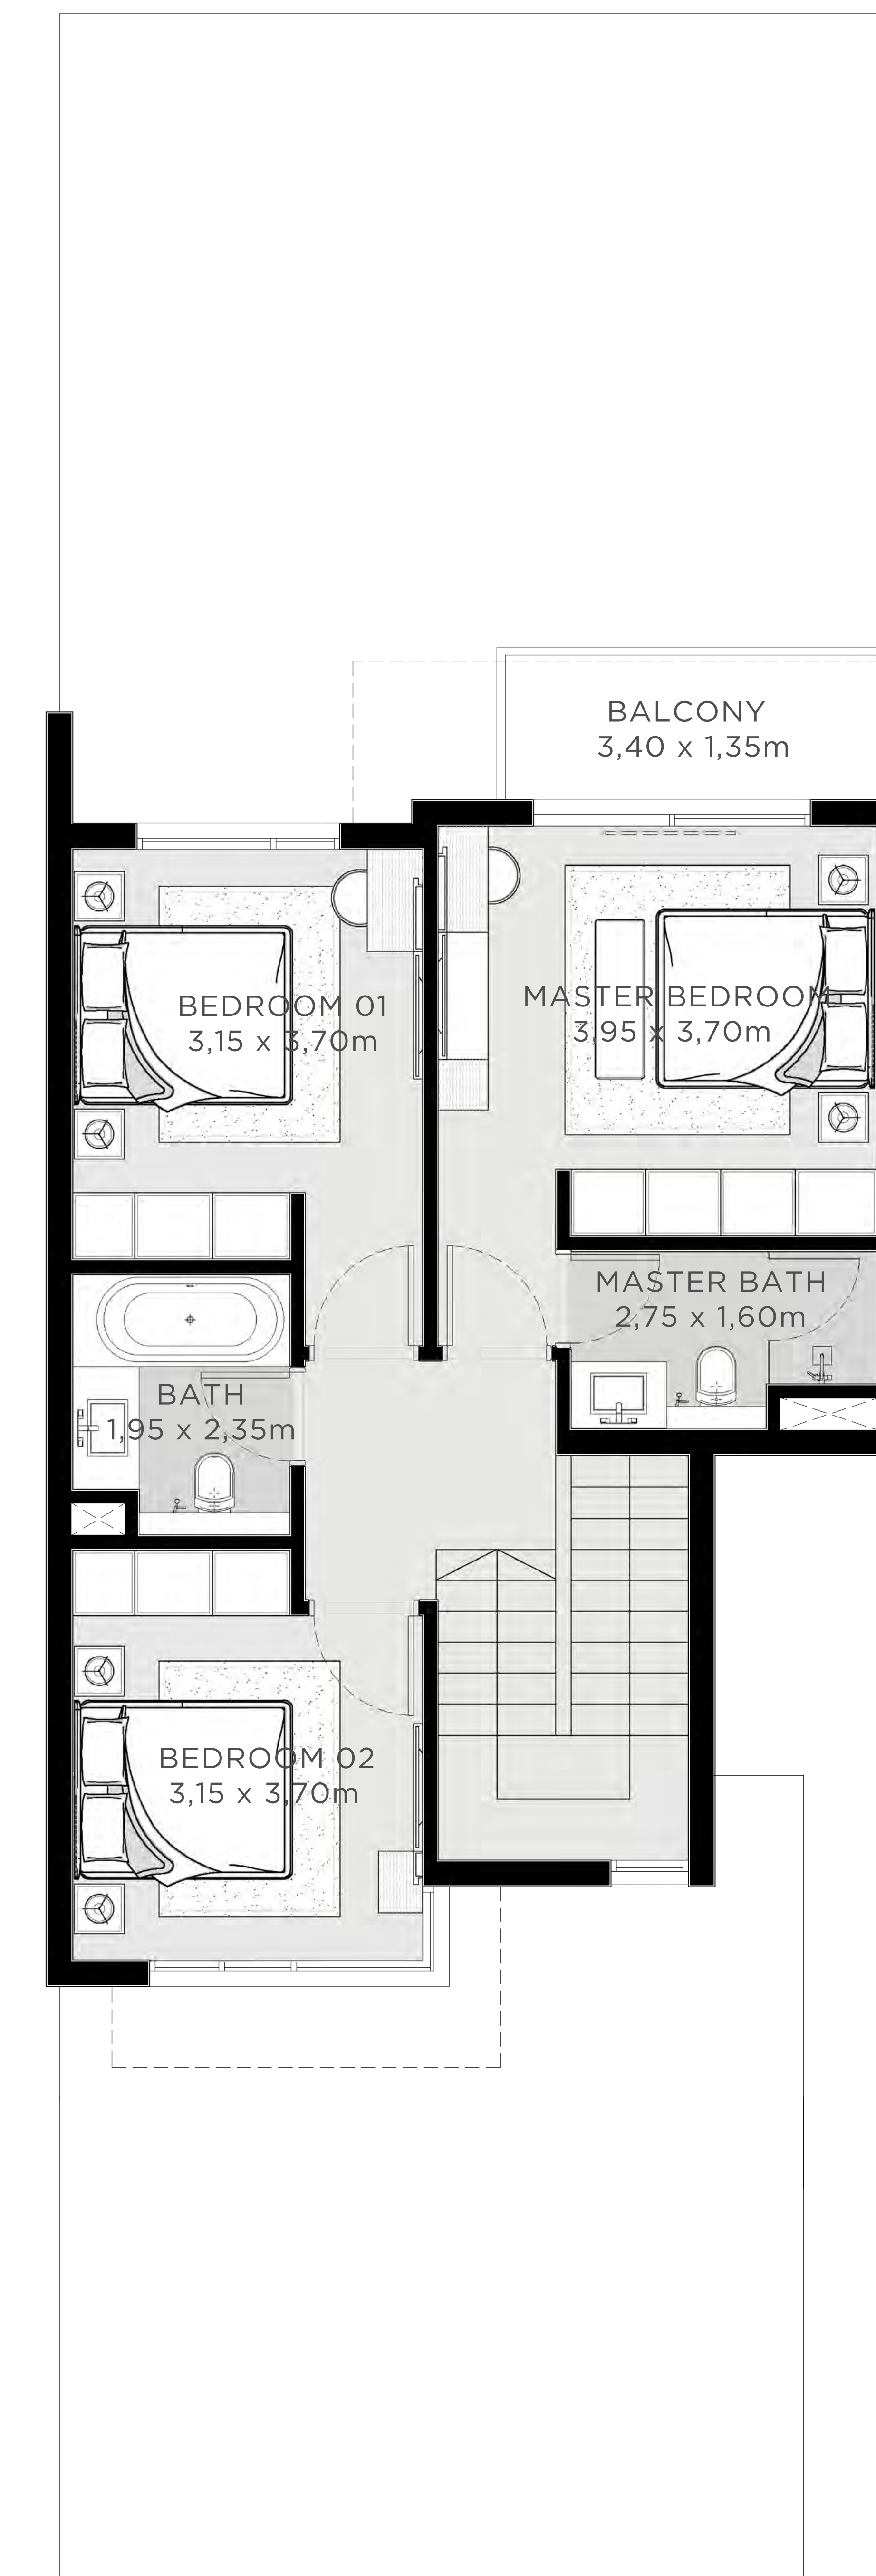 BALCONY
3,40 x 1,35m
MASTER BEDROOM
3,95 x 3,70m
BEDROOM 01
3,15 x 3,70m
MASTER BATH
2,75 x 1,60m
BATH
1,95 x 2,35m
BEDROOM 02
3,15 x 3,70m